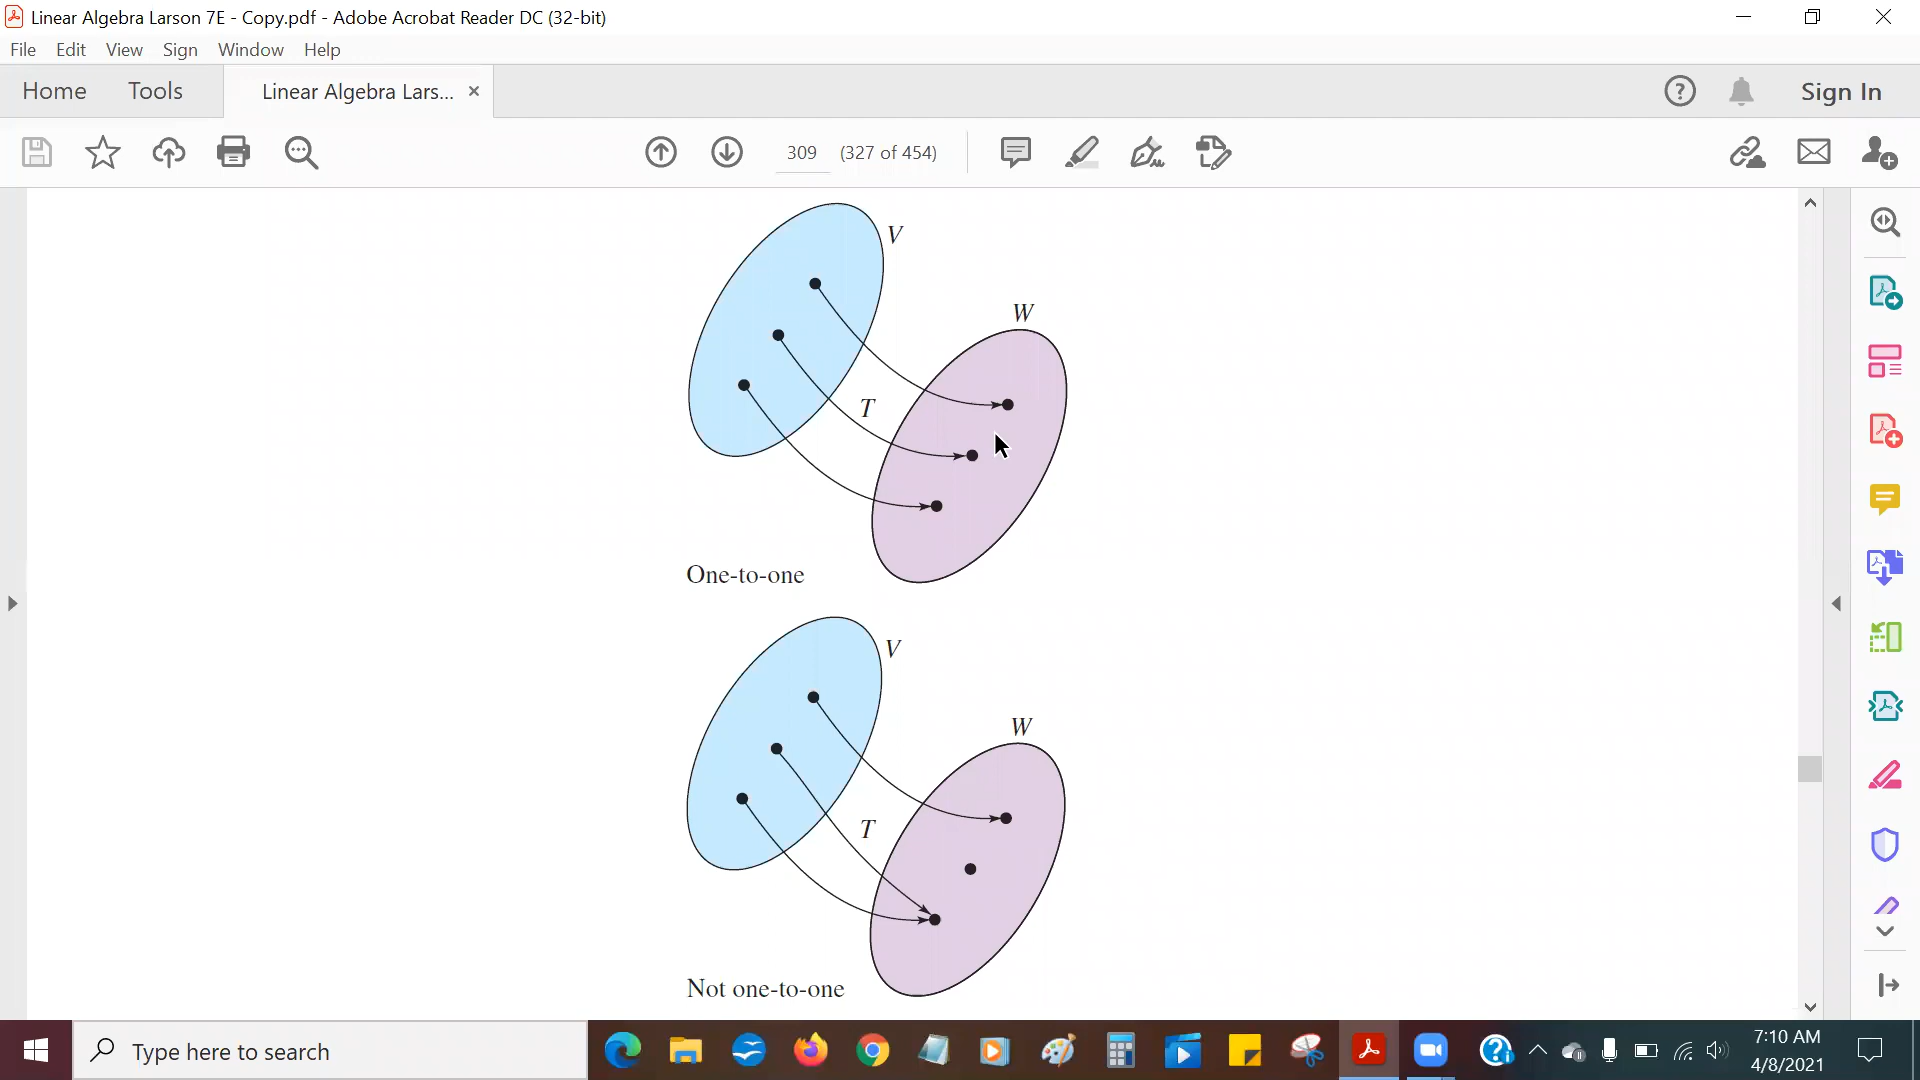 Linear Algebra Larson 7E - Copy.pdf - Adobe Acrobat Reader DC (32-bit)
File Edit View Sign Window Help
Home Tools Linear Algebra Lars... × Sign In
309 (327 of 454)
V
W
T
One-to-one
V
W
T
Not one-to-one
Type here to search
7:10 AM
4/8/2021